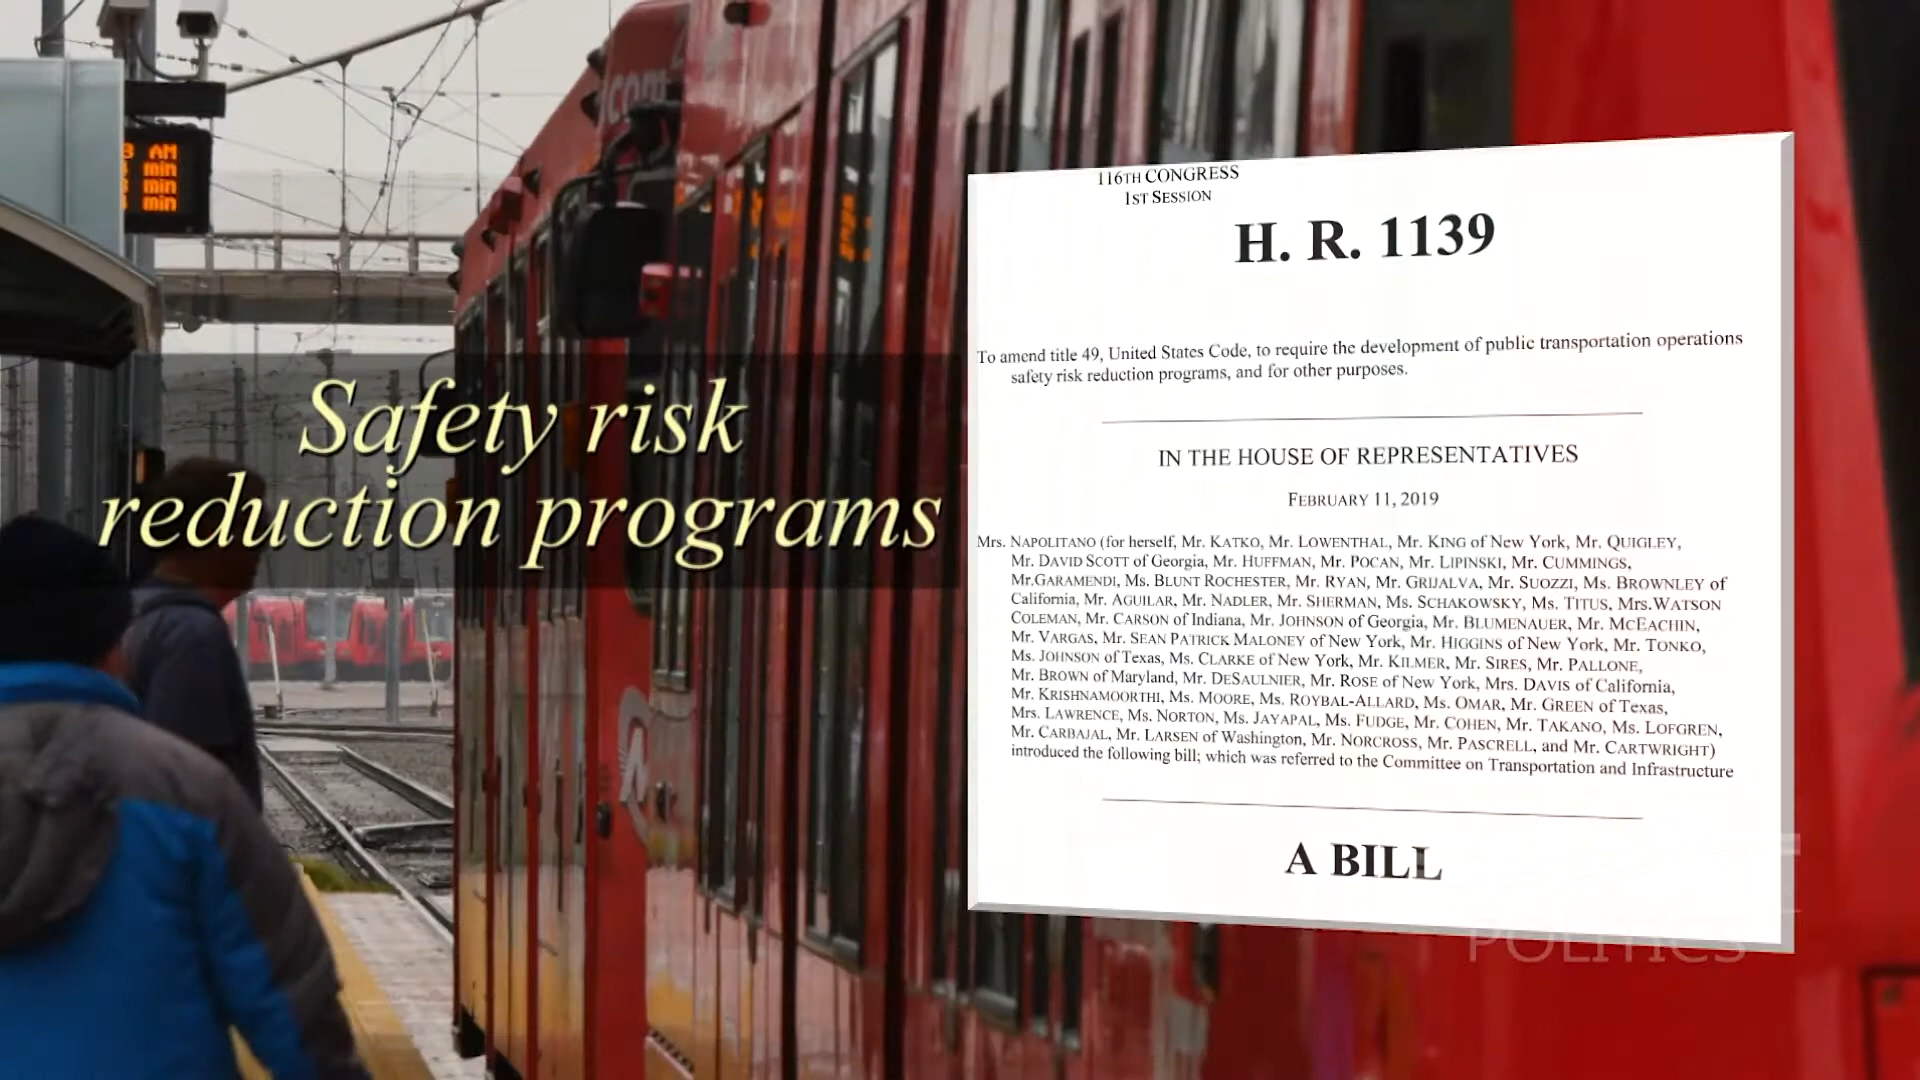 3 AM
min
min
min
com
Safety risk
reduction programs
116TH CONGRESS
1ST SESSION
H. R. 1139
To amend title 49, United States Code, to require the development of public transportation operations
safety risk reduction programs, and for other purposes.
IN THE HOUSE OF REPRESENTATIVES
FEBRUARY 11, 2019
Mrs. NAPOLITANO (for herself, Mr. KATKO, Mr. LOWENTHAL, Mr. KING of New York, Mr. QUIGLEY,
Mr. DAVID SCOTT of Georgia, Mr. HUFFMAN, Mr. POCAN, Mr. LIPINSKI, Mr. CUMMINGS,
Mr.GARAMENDI, Ms. BLUNT ROCHESTER, Mr. RYAN, Mr. GRIJALVA, Mr. SUOZZI, Ms. BROWNLEY of
California, Mr. AGUILAR, Mr. NADLER, Mr. SHERMAN, Ms. SCHAKOWSKY, Ms. TITUS, Mrs.WATSON
COLEMAN, Mr. CARSON of Indiana, Mr. JOHNSON of Georgia, Mr. BLUMENAUER, Mr. MCEACHIN,
Mr. VARGAS, Mr. SEAN PATRICK MALONEY of New York, Mr. HIGGINS of New York, Mr. TONKO,
Ms. JOHNSON of Texas, Ms. CLARKE of New York, Mr. KILMER, Mr. SIRES, Mr. PALLONE,
Mr. BROWN of Maryland, Mr. DESAULNIER, Mr. ROSE of New York, Mrs. DAVIS of California,
Mr. KRISHNAMOORTHI, Ms. MOORE, Ms. ROYBAL-ALLARD, Ms. OMAR, Mr. GREEN of Texas,
Mrs. LAWRENCE, Ms. NORTON, Ms. JAYAPAL, Ms. FUDGE, Mr. COHEN, Mr. TAKANO, Ms. LOFGREN,
Mr. CARBAJAL, Mr. LARSEN of Washington, Mr. NORCROSS, Mr. PASCRELL, and Mr. CARTWRIGHT)
introduced the following bill; which was referred to the Committee on Transportation and Infrastructure
A BILL
POLITICS